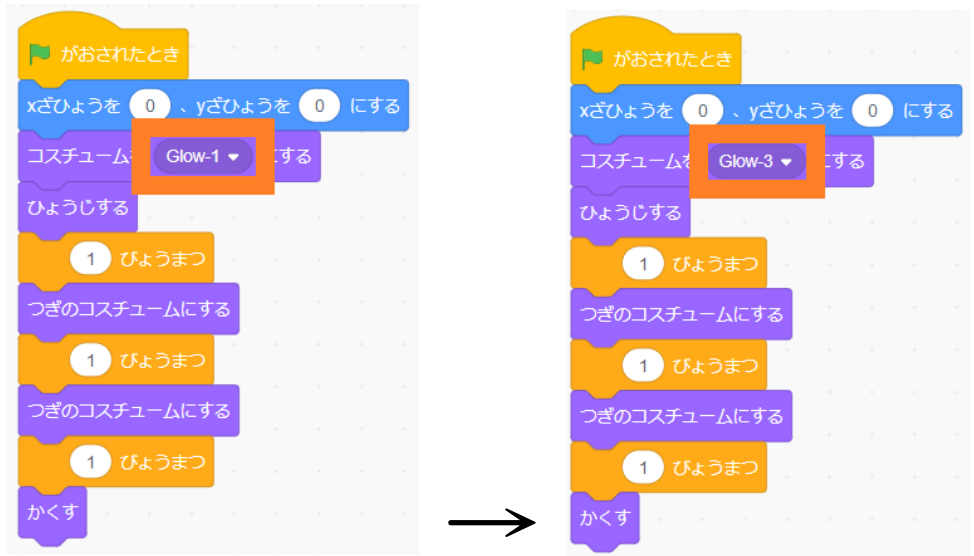 がおされたとき
xざひょうを 0 、yざひょうを 0 にする
コスチューム Glow-1 にする
ひょうじする
1 びょうまつ
つぎのコスチュームにする
1 びょうまつ
つぎのコスチュームにする
1 びょうまつ
かくす
がおされたとき
xざひょうを 0 、yざひょうを 0 にする
コスチュームを Glow-3 にする
ひょうじする
1 びょうまつ
つぎのコスチュームにする
1 びょうまつ
つぎのコスチュームにする
1 びょうまつ
かくす